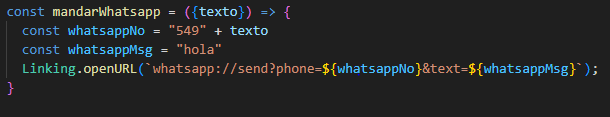 const mandarWhatsapp = ({texto}) => {
const whatsappNo = "549" + texto
const whatsappMsg = "hola"
Linking.openURL(`whatsapp://send?phone=${whatsappNo}&text=${whatsappMsg}`);
}